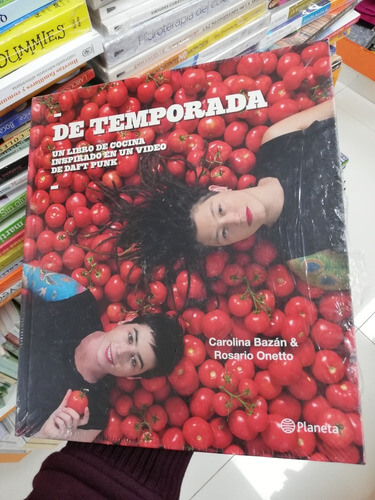 DUMMIES
DE TEMPORADA
UN LIBRO DE COCINA
INSPIRADO EN UN VIDEO
DE DAFT PUNK
Carolina Bazán &
Rosario Onetto
Planeta